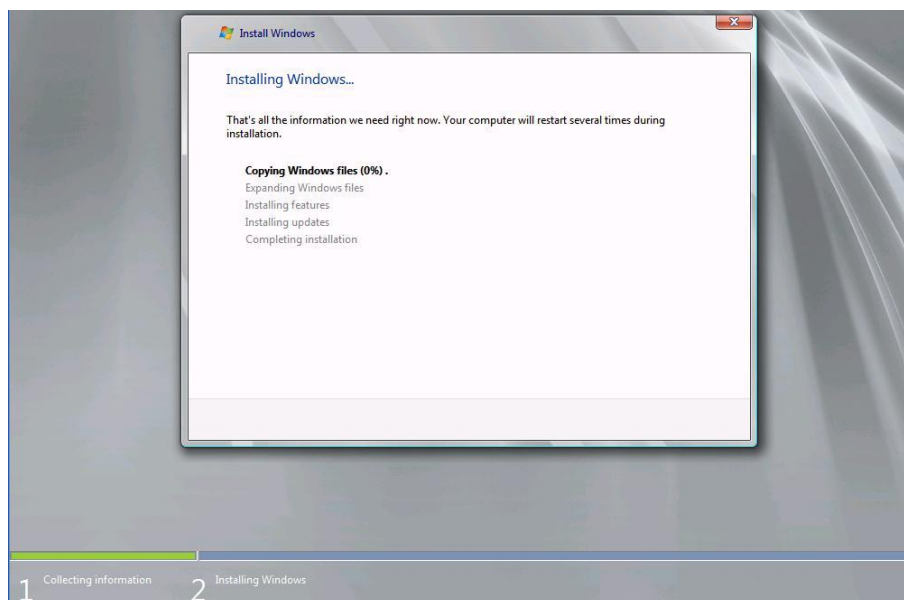 Install Windows
Installing Windows...
That's all the information we need right now. Your computer will restart several times during
installation.
Copying Windows files (0%) .
Expanding Windows files
Installing features
Installing updates
Completing installation
1 Collecting information 2 Installing Windows